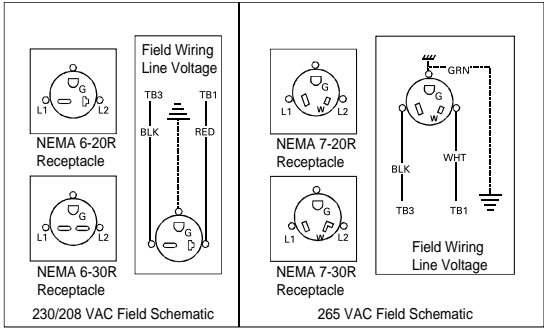 G
L1
L2
NEMA 6-20R
Receptacle
G
L1
L2
NEMA 6-30R
Receptacle
Field Wiring
Line Voltage
TB3
TB1
BLK
RED
G
230/208 VAC Field Schematic
G
L1
W
L2
NEMA 7-20R
Receptacle
G
L1
W
L2
NEMA 7-30R
Receptacle
GRN
G
W
BLK
WHT
TB3
TB1
Field Wiring
Line Voltage
265 VAC Field Schematic